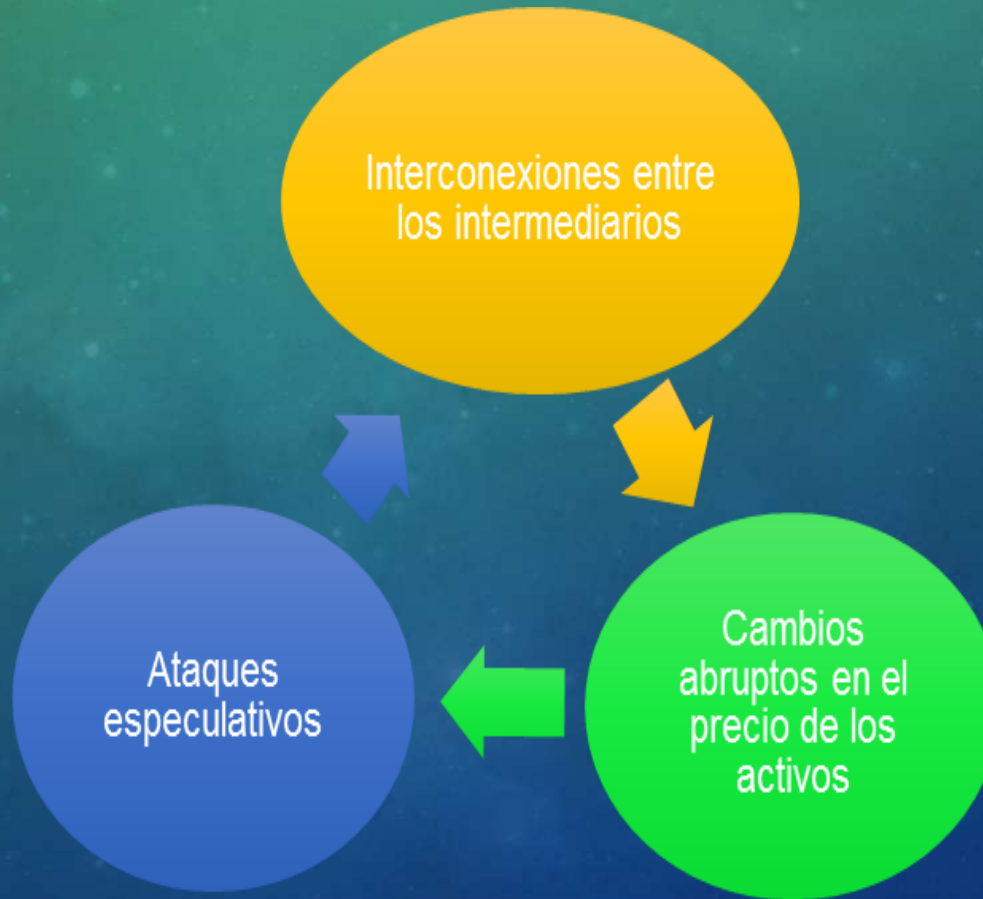 Interconexiones entre
los intermediarios
Cambios
abruptos en el
precio de los
activos
Ataques
especulativos